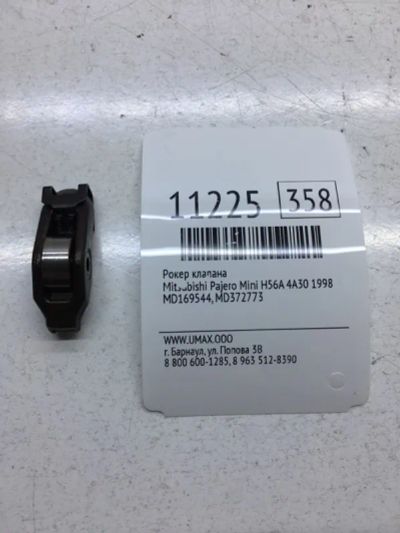 11225 358
Рокер клапана
Mitsubishi Pajero Mini H56A 4A30 1998
MD169544, MD372773
WWW.UMAX.OOO
г. Барнаул, ул. Попова 3В
8 800 600-1285, 8 963 512-8390